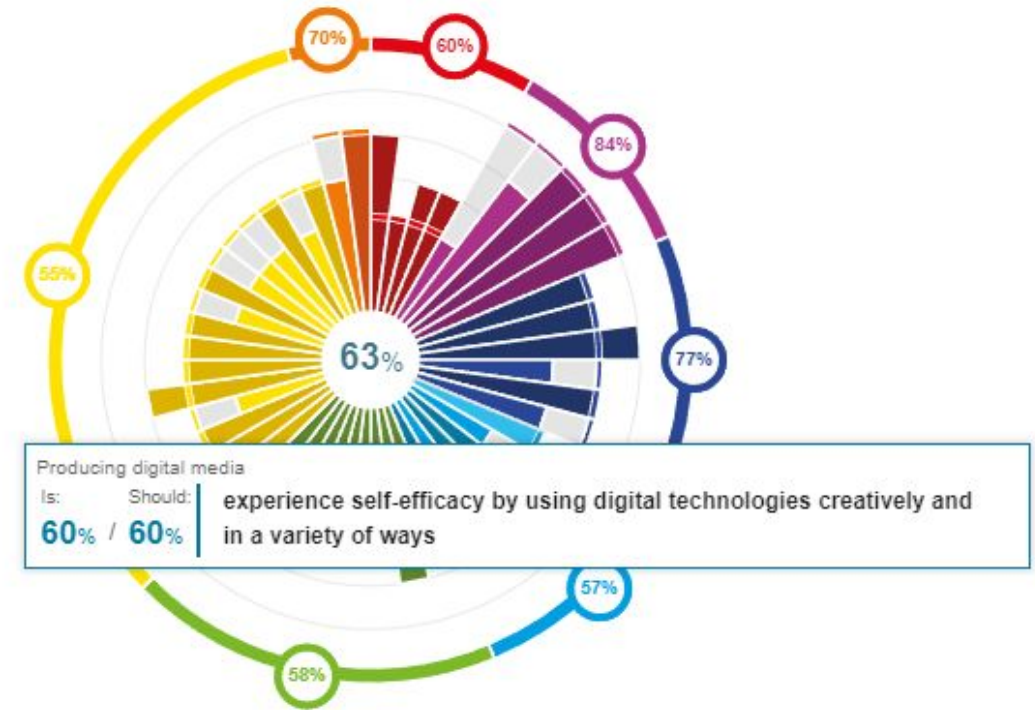 70%
60%
84%
55%
63%
77%
Producing digital media
Is: Should:
60% / 60%
experience self-efficacy by using digital technologies creatively and
in a variety of ways
57%
58%